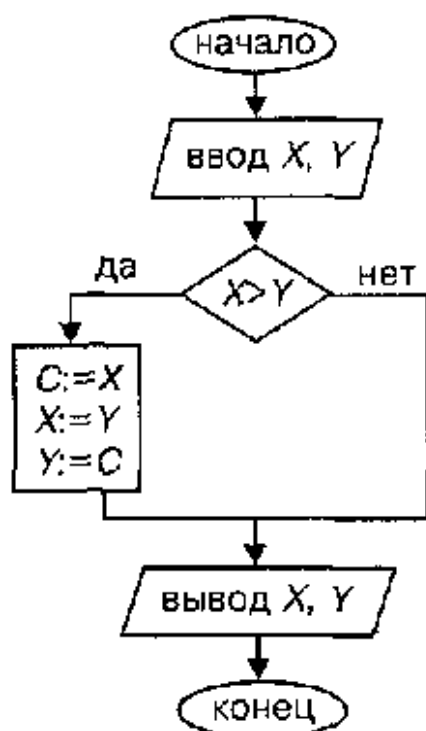 начало
ввод X, Y
да
X>Y
нет
C:=X
X:=Y
Y:=C
вывод X, Y
конец